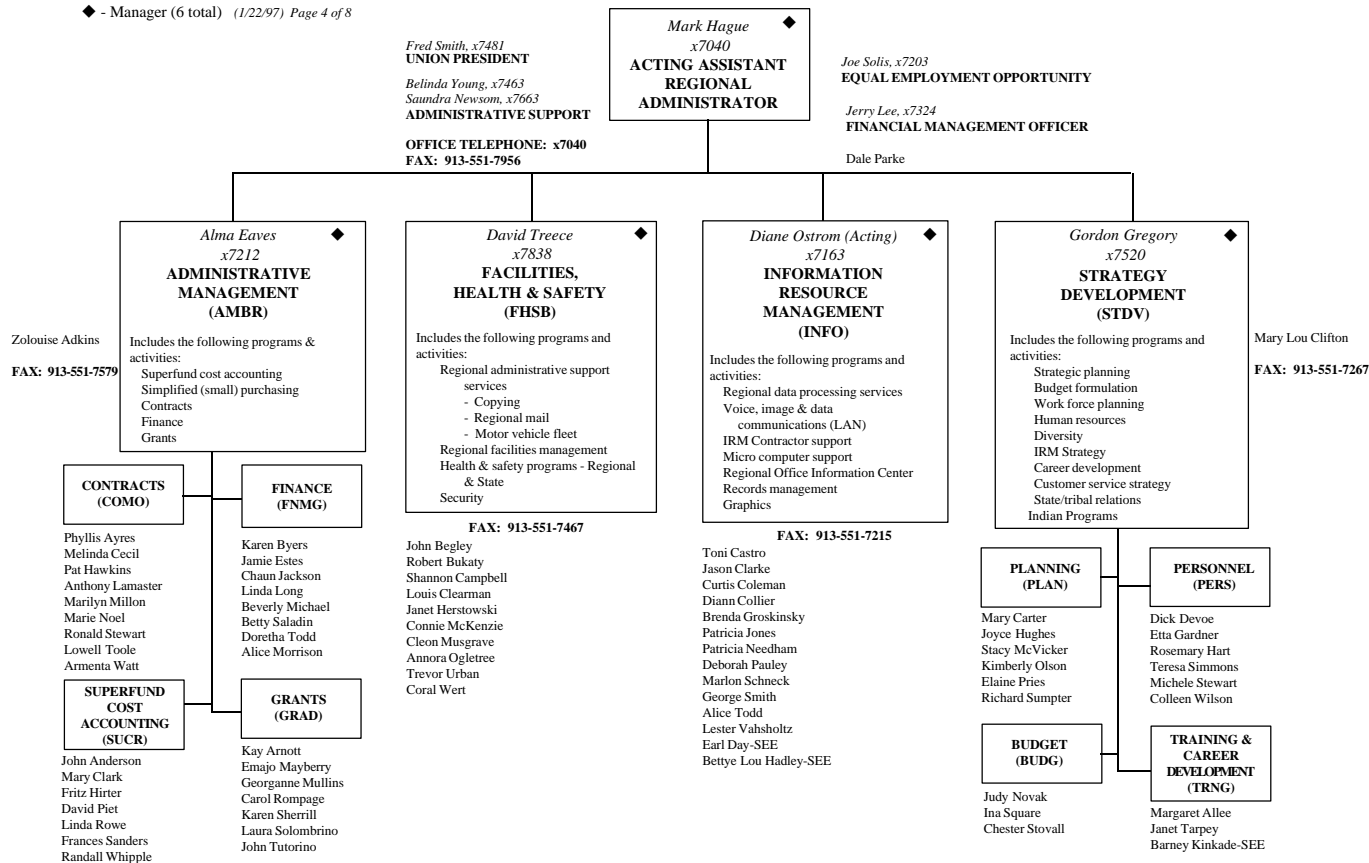 ◆ - Manager (6 total) (1/22/97) Page 4 of 8
Mark Hague ◆
x7040
ACTING ASSISTANT
REGIONAL
ADMINISTRATOR
Fred Smith, x7481
UNION PRESIDENT
Belinda Young, x7463
Saundra Newsom, x7663
ADMINISTRATIVE SUPPORT
OFFICE TELEPHONE: x7040
FAX: 913-551-7956
Joe Solis, x7203
EQUAL EMPLOYMENT OPPORTUNITY
Jerry Lee, x7324
FINANCIAL MANAGEMENT OFFICER
Dale Parke
Zolouise Adkins
FAX: 913-551-7579
Alma Eaves ◆
x7212
ADMINISTRATIVE
MANAGEMENT
(AMBR)
Includes the following programs &
activities:
Superfund cost accounting
Simplified (small) purchasing
Contracts
Finance
Grants
CONTRACTS
(COMO)
Phyllis Ayres
Melinda Cecil
Pat Hawkins
Anthony Lamaster
Marilyn Millon
Marie Noel
Ronald Stewart
Lowell Toole
Armenta Watt
FINANCE
(FNMG)
Karen Byers
Jamie Estes
Chaun Jackson
Linda Long
Beverly Michael
Betty Saladin
Doretha Todd
Alice Morrison
SUPERFUND
COST
ACCOUNTING
(SUCR)
John Anderson
Mary Clark
Fritz Hirter
David Piet
Linda Rowe
Frances Sanders
Randall Whipple
GRANTS
(GRAD)
Kay Arnott
Emajo Mayberry
Georganne Mullins
Carol Rompage
Karen Sherrill
Laura Solombrino
John Tutorino
David Treece ◆
x7838
FACILITIES,
HEALTH & SAFETY
(FHSB)
Includes the following programs and
activities:
Regional administrative support
services
- Copying
- Regional mail
- Motor vehicle fleet
Regional facilities management
Health & safety programs - Regional
& State
Security
FAX: 913-551-7467
John Begley
Robert Bukaty
Shannon Campbell
Louis Clearman
Janet Herstowski
Connie McKenzie
Cleon Musgrave
Annora Ogletree
Trevor Urban
Coral Wert
Diane Ostrom (Acting) ◆
x7163
INFORMATION
RESOURCE
MANAGEMENT
(INFO)
Includes the following programs and
activities:
Regional data processing services
Voice, image & data
communications (LAN)
IRM Contractor support
Micro computer support
Regional Office Information Center
Records management
Graphics
FAX: 913-551-7215
Toni Castro
Jason Clarke
Curtis Coleman
Diann Collier
Brenda Groskinsky
Patricia Jones
Patricia Needham
Deborah Pauley
Marlon Schneck
George Smith
Alice Todd
Lester Vahsholtz
Earl Day-SEE
Bettye Lou Hadley-SEE
Gordon Gregory ◆
x7520
STRATEGY
DEVELOPMENT
(STDV)
Includes the following programs and
activities:
Strategic planning
Budget formulation
Work force planning
Human resources
Diversity
IRM Strategy
Career development
Customer service strategy
State/tribal relations
Indian Programs
Mary Lou Clifton
FAX: 913-551-7267
PLANNING
(PLAN)
Mary Carter
Joyce Hughes
Stacy McVicker
Kimberly Olson
Elaine Pries
Richard Sumpter
PERSONNEL
(PERS)
Dick Devoe
Etta Gardner
Rosemary Hart
Teresa Simmons
Michele Stewart
Colleen Wilson
BUDGET
(BUDG)
Judy Novak
Ina Square
Chester Stovall
TRAINING &
CAREER
DEVELOPMENT
(TRNG)
Margaret Allee
Janet Tarpey
Barney Kinkade-SEE